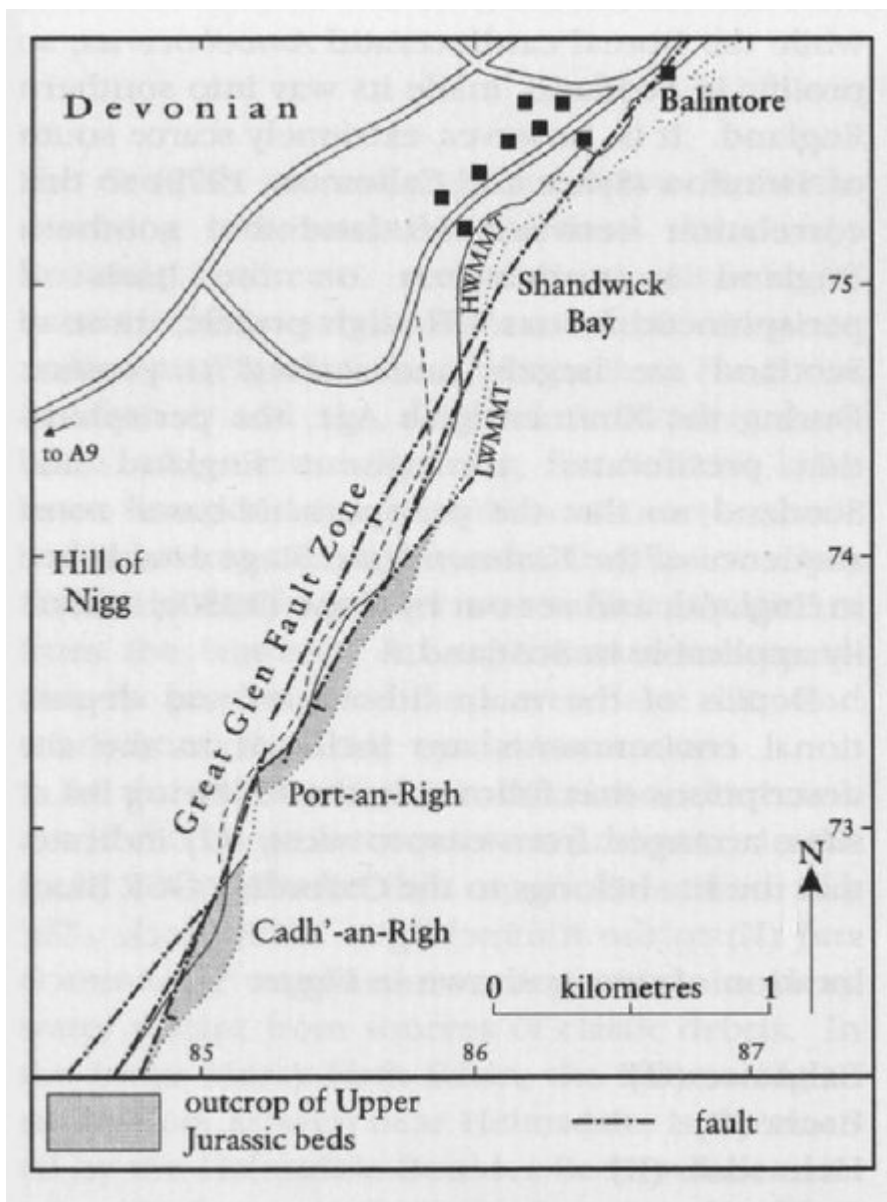 Devonian
Balintore
HWMMT
Shandwick
Bay
75
LWMMT
to A9
Hill of
Nigg
Great Glen Fault Zone
74
Port-an-Righ
73
N
Cadh'-an-Righ
0 kilometres 1
85 86 87
outcrop of Upper
Jurassic beds
fault